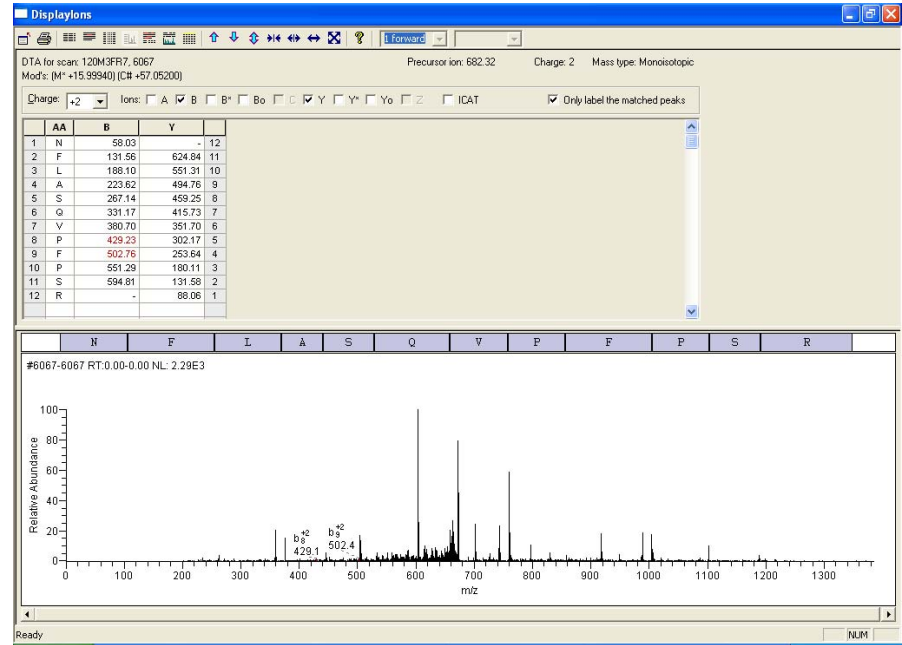 DisplayIons
1 forward
DTA for scan: 120M3FR7, 6067 Precursor ion: 682.32 Charge: 2 Mass type: Monoisotopic
Mod's: (M* +15.99940) (C# +57.05200)
Charge: +2 Ions: A B B* Bo C Y Y* Yo Z ICAT Only label the matched peaks
AA B Y
1 N 58.03 - 12
2 F 131.56 624.84 11
3 L 188.10 551.31 10
4 A 223.62 494.76 9
5 S 267.14 459.25 8
6 Q 331.17 415.73 7
7 V 380.70 351.70 6
8 P 429.23 302.17 5
9 F 502.76 253.64 4
10 P 551.29 180.11 3
11 S 594.81 131.58 2
12 R - 88.06 1
N F L A S Q V P F P S R
#6067-6067 RT:0.00-0.00 NL: 2.29E3
100
80
60
40
20
0
Relative Abundance
b8+2 429.1
b9+2 502.4
0 100 200 300 400 500 600 700 800 900 1000 1100 1200 1300
m/z
Ready NUM